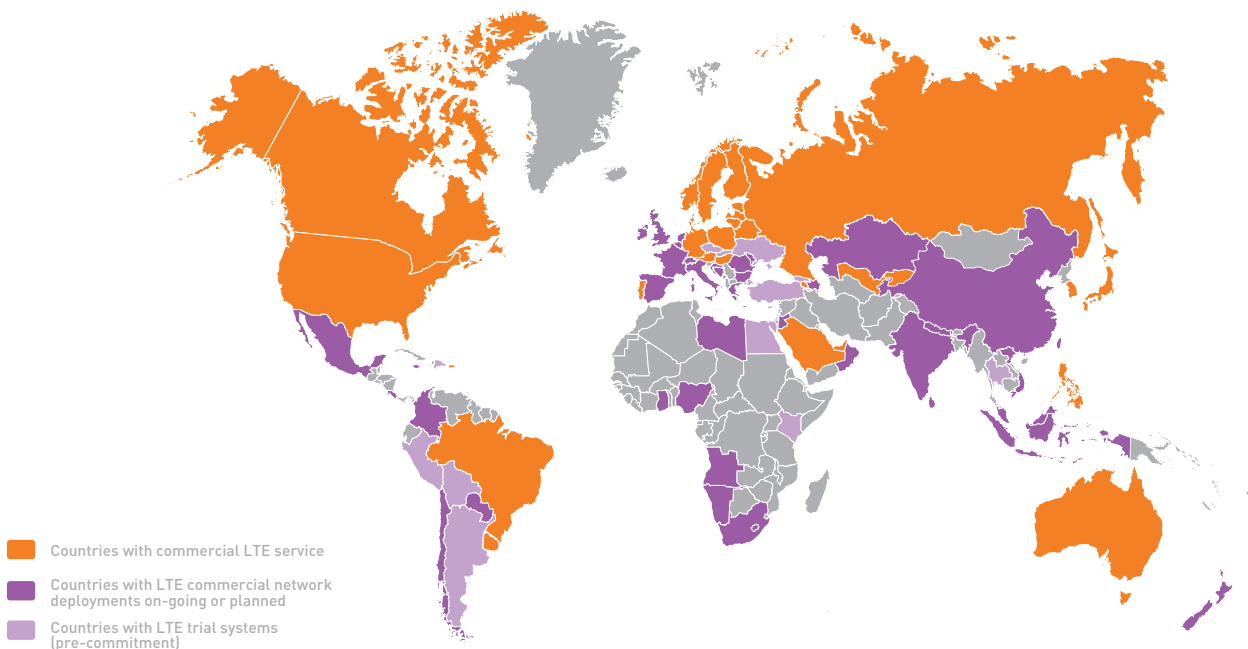 Countries with commercial LTE service
Countries with LTE commercial network
deployments on-going or planned
Countries with LTE trial systems
(pre-commitment)